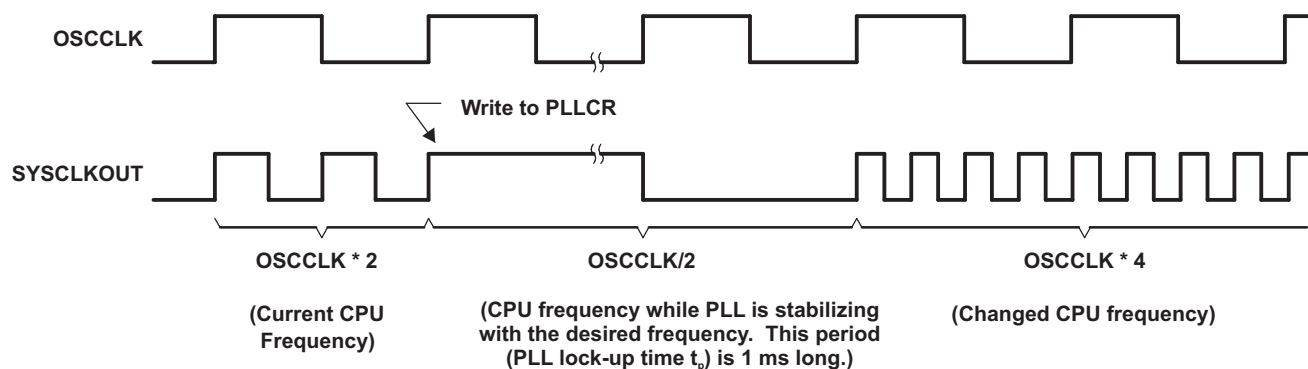 OSCCLK
Write to PLLCR
SYSCLKOUT
OSCCLK * 2
(Current CPU
Frequency)
OSCCLK/2
(CPU frequency while PLL is stabilizing
with the desired frequency. This period
(PLL lock-up time tp) is 1 ms long.)
OSCCLK * 4
(Changed CPU frequency)